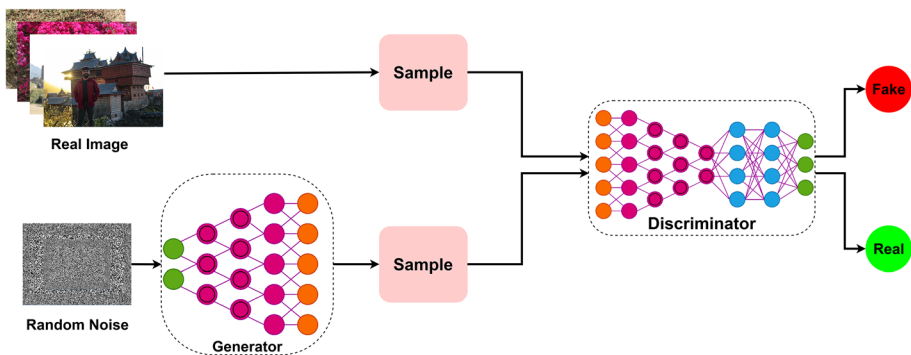 Real Image
Sample
Fake
Discriminator
Real
Random Noise
Generator
Sample